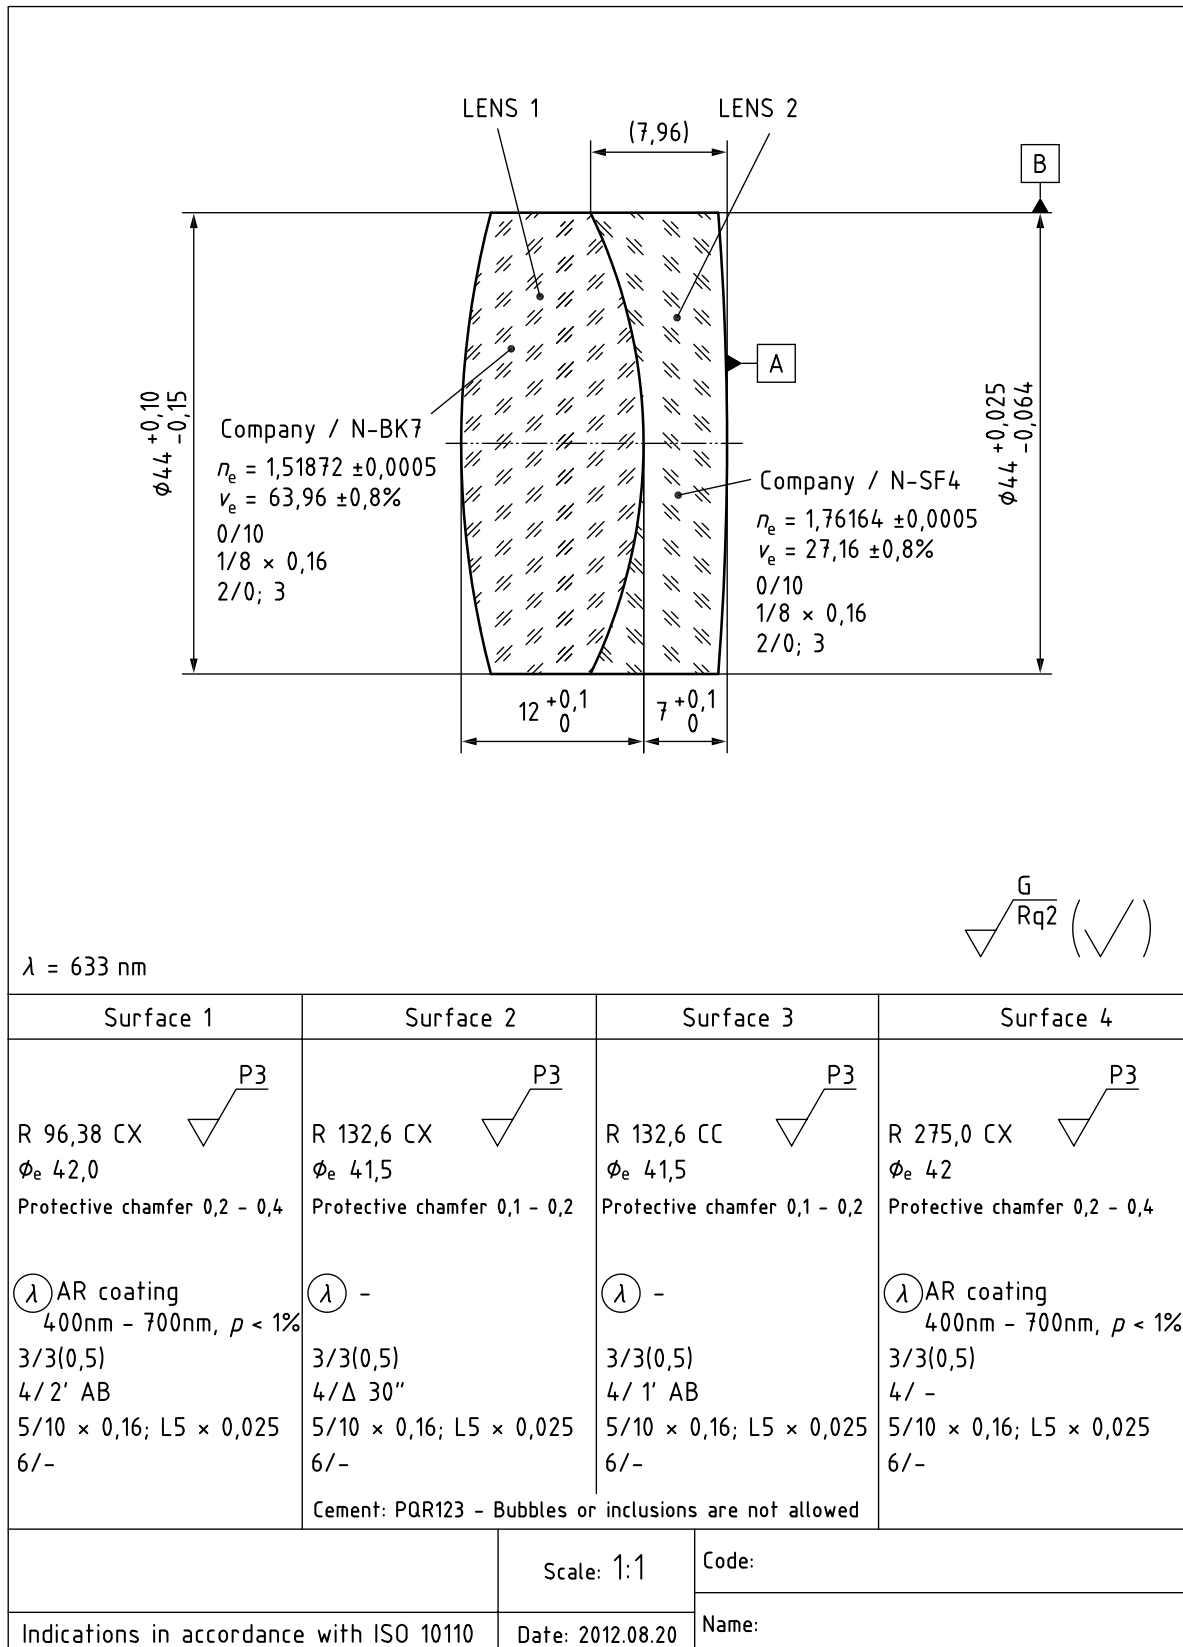 LENS 1
LENS 2
(7,96)
B
A
ϕ44 +0,10 -0,15
ϕ44 +0,025 -0,064
Company / N-BK7
nₑ = 1,51872 ±0,0005
vₑ = 63,96 ±0,8%
0/10
1/8 × 0,16
2/0; 3
Company / N-SF4
nₑ = 1,76164 ±0,0005
vₑ = 27,16 ±0,8%
0/10
1/8 × 0,16
2/0; 3
12 +0,1 0
7 +0,1 0
G
Rq2
( )
λ = 633 nm
Surface 1
P3
R 96,38 CX
ϕₑ 42,0
Protective chamfer 0,2 - 0,4
λ AR coating
400nm - 700nm, p < 1%
3/3(0,5)
4/ 2' AB
5/10 × 0,16; L5 × 0,025
6/-
Surface 2
P3
R 132,6 CX
ϕₑ 41,5
Protective chamfer 0,1 - 0,2
λ -
3/3(0,5)
4/Δ 30"
5/10 × 0,16; L5 × 0,025
6/-
Surface 3
P3
R 132,6 CC
ϕₑ 41,5
Protective chamfer 0,1 - 0,2
λ -
3/3(0,5)
4/ 1' AB
5/10 × 0,16; L5 × 0,025
6/-
Cement: PQR123 - Bubbles or inclusions are not allowed
Surface 4
P3
R 275,0 CX
ϕₑ 42
Protective chamfer 0,2 - 0,4
λ AR coating
400nm - 700nm, p < 1%
3/3(0,5)
4/ -
5/10 × 0,16; L5 × 0,025
6/-
Scale: 1:1
Code:
Indications in accordance with ISO 10110
Date: 2012.08.20
Name: